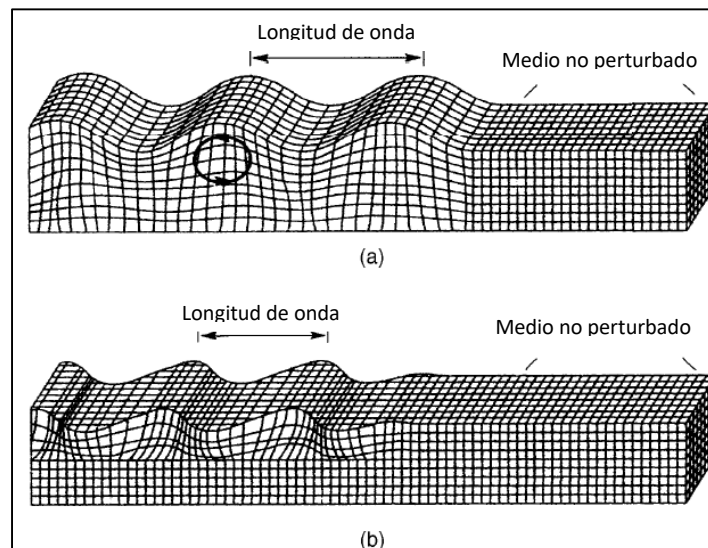 Longitud de onda
Medio no perturbado
(a)
Longitud de onda
Medio no perturbado
(b)